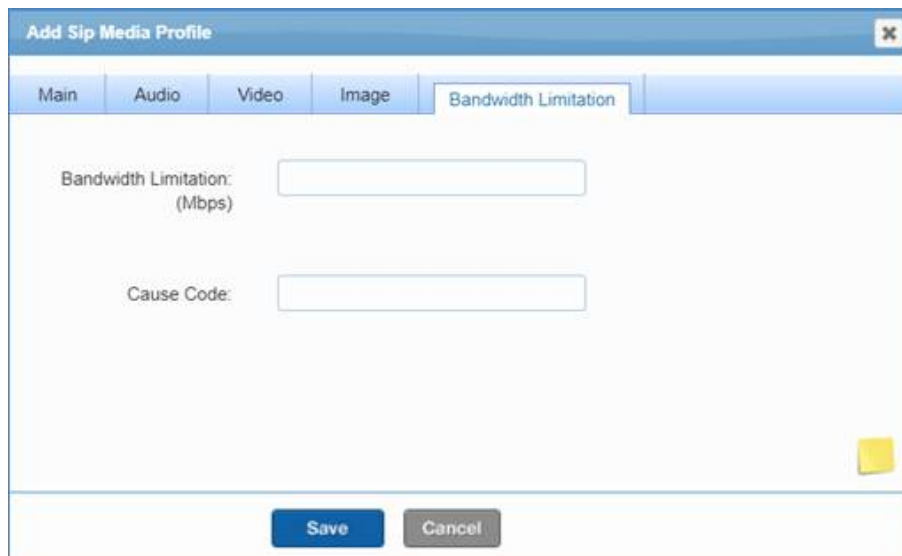 Add Sip Media Profile
Main
Audio
Video
Image
Bandwidth Limitation
Bandwidth Limitation:
(Mbps)
Cause Code:
Save
Cancel